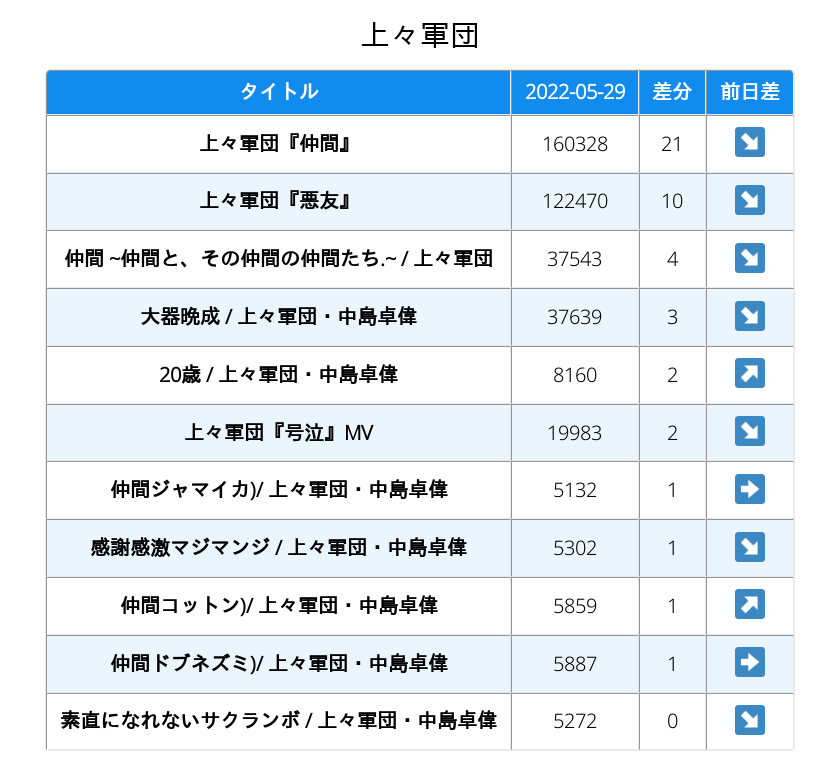 上々軍団
タイトル 2022-05-29 差分 前日差
上々軍団『仲間』 160328 21 ↘
上々軍団『悪友』 122470 10 ↘
仲間 ~仲間と、その仲間の仲間たち.~ / 上々軍団 37543 4 ↘
大器晩成 / 上々軍団・中島卓偉 37639 3 ↘
20歳 / 上々軍団・中島卓偉 8160 2 ↗
上々軍団『号泣』MV 19983 2 ↘
仲間ジャマイカ)/ 上々軍団・中島卓偉 5132 1 →
感謝感激マジマンジ / 上々軍団・中島卓偉 5302 1 ↘
仲間コットン)/ 上々軍団・中島卓偉 5859 1 ↗
仲間ドブネズミ)/ 上々軍団・中島卓偉 5887 1 →
素直になれないサクランボ / 上々軍団・中島卓偉 5272 0 ↘